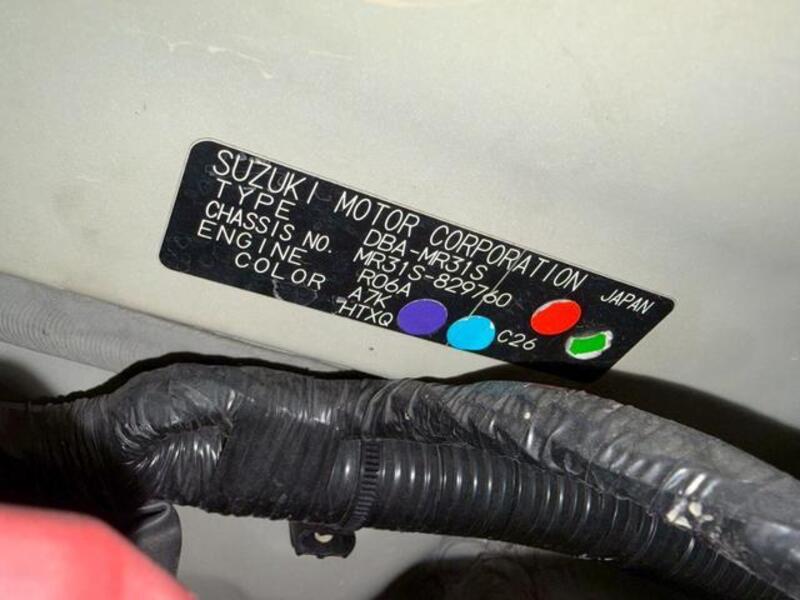 SUZUKI MOTOR CORPORATION JAPAN
TYPE DBA-MR31S
CHASSIS NO. MR31S-829760
ENGINE R06A
COLOR A7K
HTXQ C26